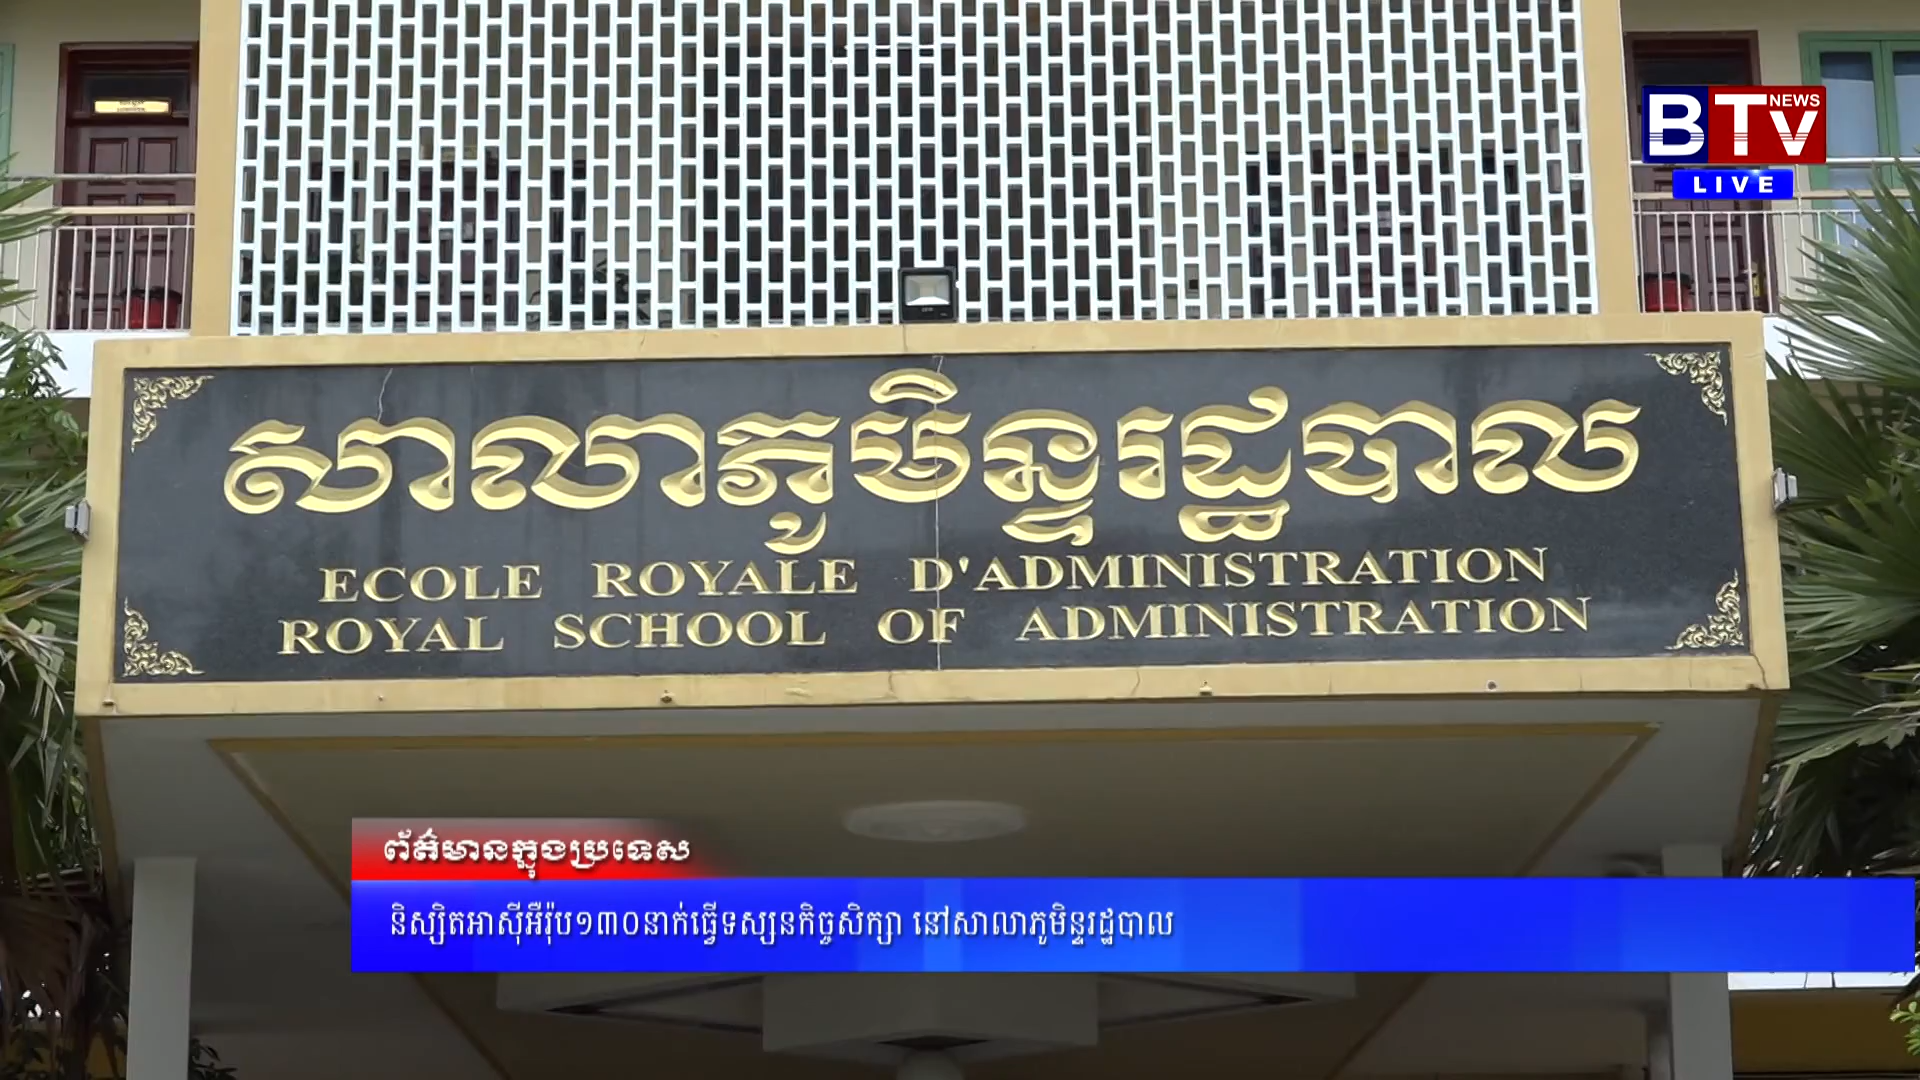 BTV NEWS
LIVE
សាលាភូមិន្ទរដ្ឋបាល
ECOLE ROYALE D'ADMINISTRATION
ROYAL SCHOOL OF ADMINISTRATION
ព័ត៌មានក្នុងប្រទេស
និស្សិតអាស៊ីអឺរ៉ុប១៣០នាក់ធ្វើទស្សនកិច្ចសិក្សា នៅសាលាភូមិន្ទរដ្ឋបាល